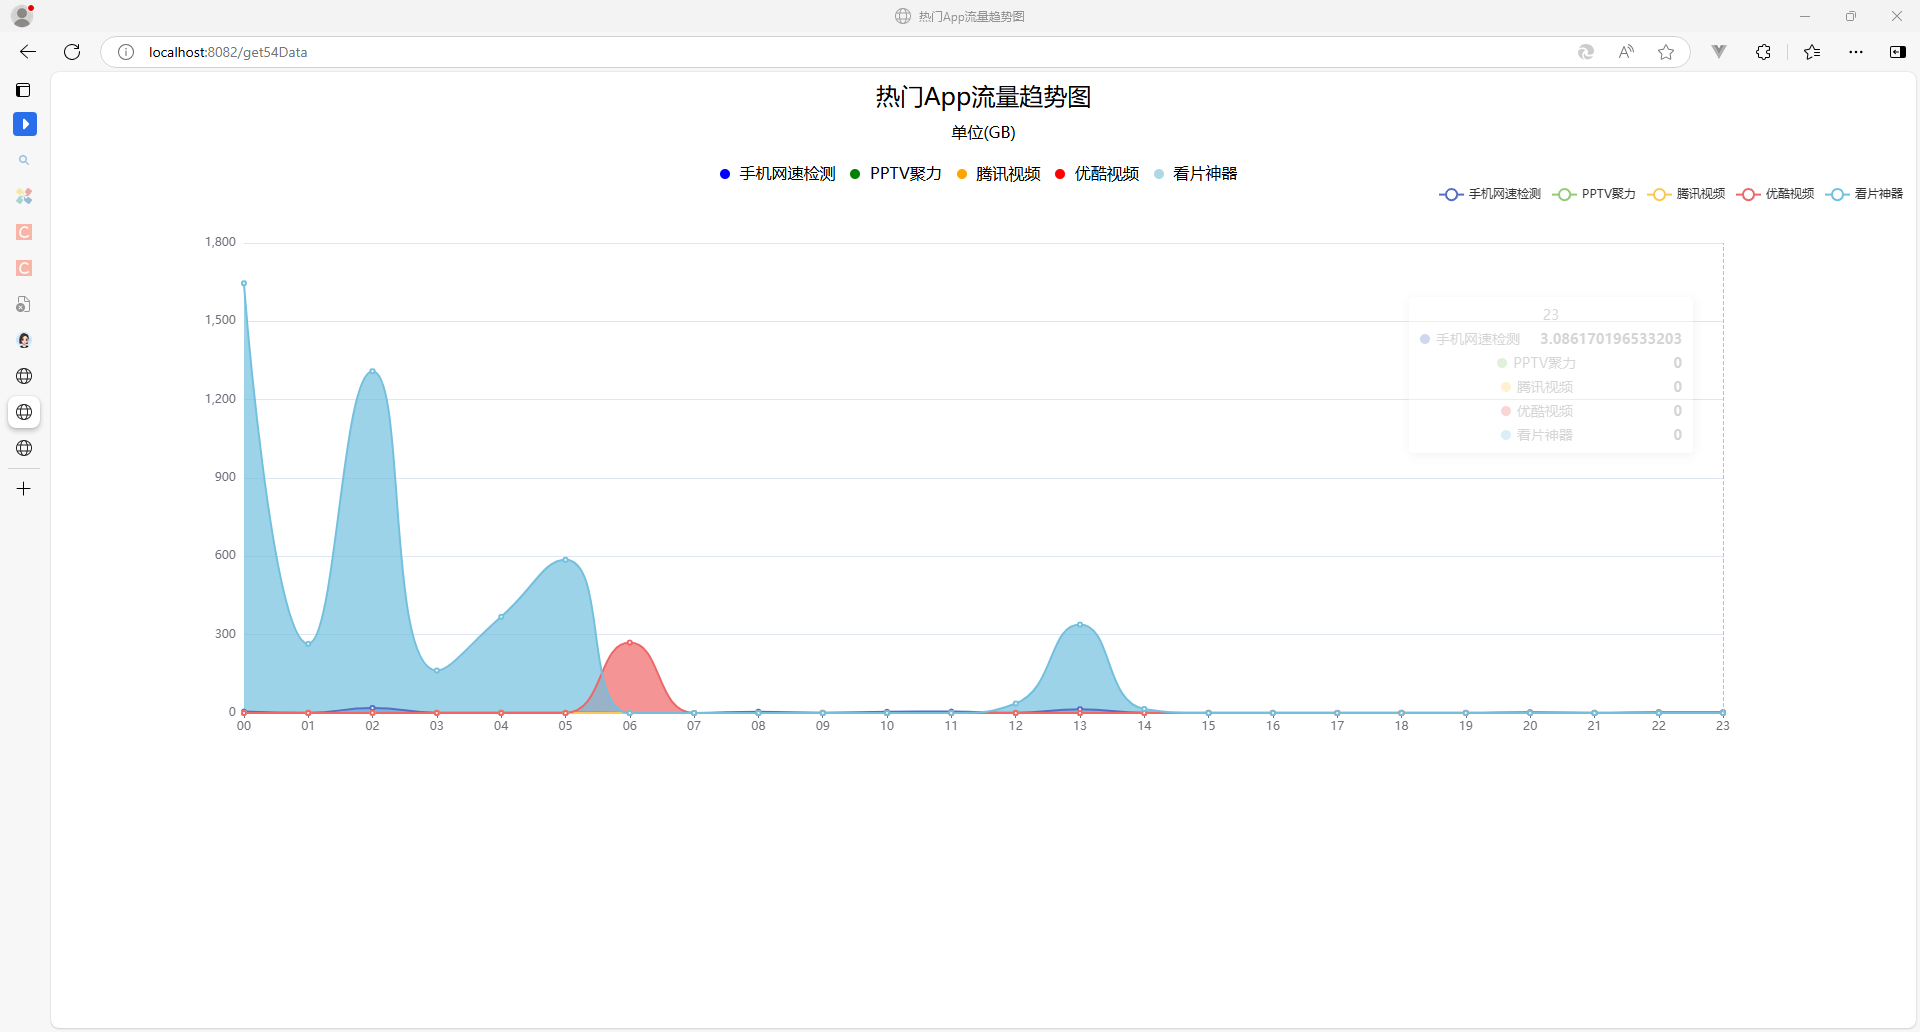 热门App流量趋势图
localhost:8082/get54Data
热门App流量趋势图
单位(GB)
手机网速检测 PPTV聚力 腾讯视频 优酷视频 看片神器
手机网速检测 PPTV聚力 腾讯视频 优酷视频 看片神器
1,800
1,500
1,200
900
600
300
0
23
手机网速检测 3.086170196533203
PPTV聚力 0
腾讯视频 0
优酷视频 0
看片神器 0
00 01 02 03 04 05 06 07 08 09 10 11 12 13 14 15 16 17 18 19 20 21 22 23